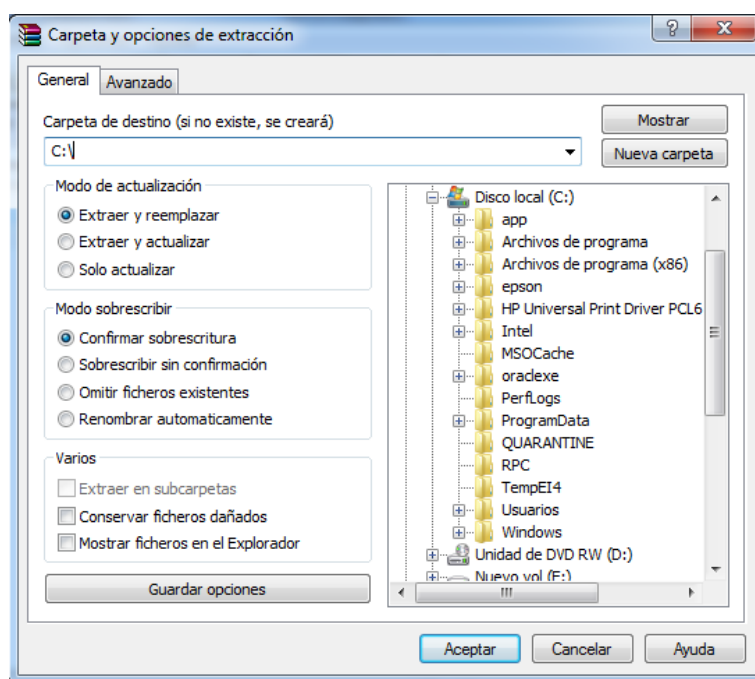 Carpeta y opciones de extracción
General
Avanzado
Carpeta de destino (si no existe, se creará)
Mostrar
C:\
Nueva carpeta
Modo de actualización
Extraer y reemplazar
Extraer y actualizar
Solo actualizar
Modo sobrescribir
Confirmar sobrescritura
Sobrescribir sin confirmación
Omitir ficheros existentes
Renombrar automaticamente
Varios
Extraer en subcarpetas
Conservar ficheros dañados
Mostrar ficheros en el Explorador
Guardar opciones
Disco local (C:)
app
Archivos de programa
Archivos de programa (x86)
epson
HP Universal Print Driver PCL6
Intel
MSOCache
oraclexe
PerfLogs
ProgramData
QUARANTINE
RPC
TempEI4
Usuarios
Windows
Unidad de DVD RW (D:)
Nuevo vol (E:)
Aceptar
Cancelar
Ayuda